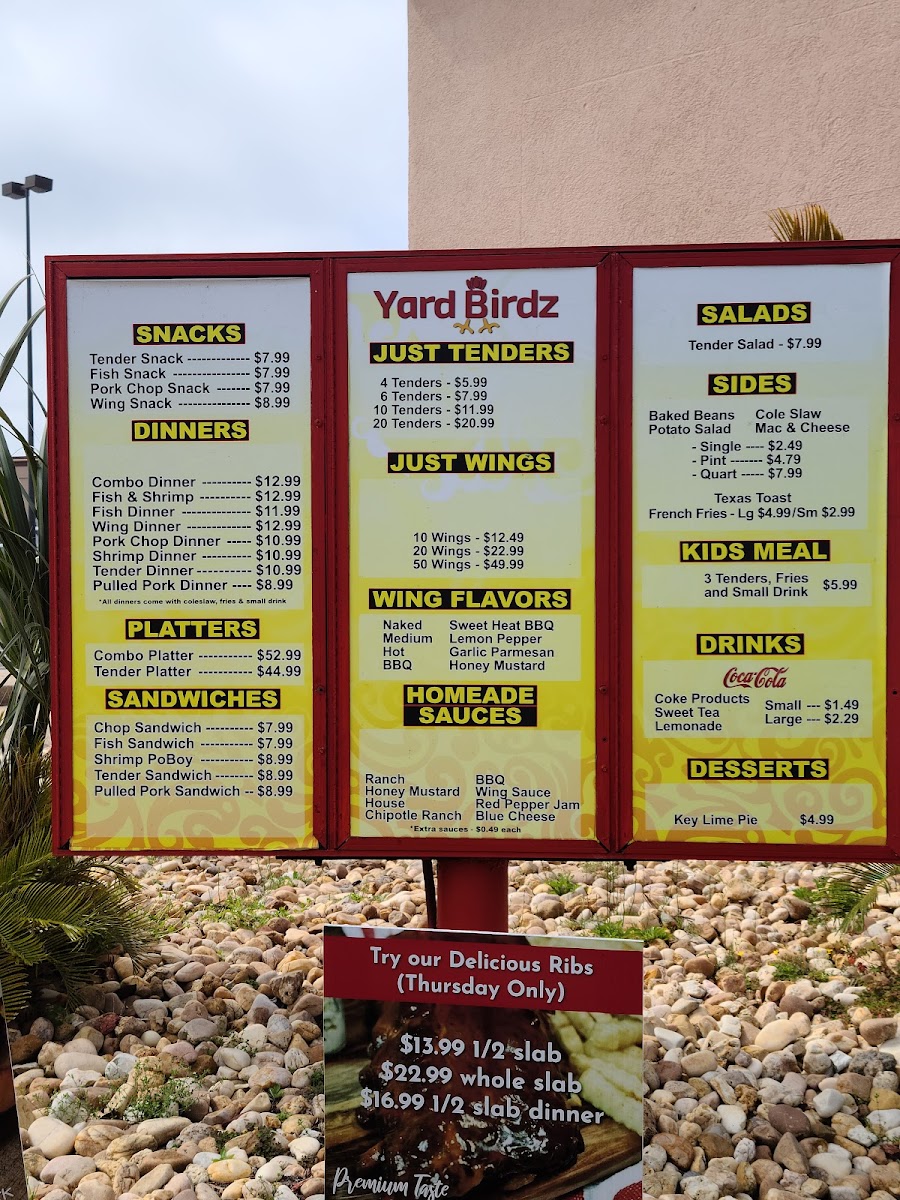 SNACKS
Tender Snack ------------- $7.99
Fish Snack ---------------- $7.99
Pork Chop Snack ------- $7.99
Wing Snack --------------- $8.99
DINNERS
Combo Dinner ---------- $12.99
Fish & Shrimp ---------- $12.99
Fish Dinner -------------- $11.99
Wing Dinner ------------- $12.99
Pork Chop Dinner ----- $10.99
Shrimp Dinner ---------- $10.99
Tender Dinner ----------- $10.99
Pulled Pork Dinner ---- $8.99
*All dinners come with coleslaw, fries & small drink
PLATTERS
Combo Platter ----------- $52.99
Tender Platter ----------- $44.99
SANDWICHES
Chop Sandwich ---------- $7.99
Fish Sandwich ----------- $7.99
Shrimp PoBoy ----------- $8.99
Tender Sandwich -------- $8.99
Pulled Pork Sandwich -- $8.99
Yard Birdz
JUST TENDERS
4 Tenders - $5.99
6 Tenders - $7.99
10 Tenders - $11.99
20 Tenders - $20.99
JUST WINGS
10 Wings - $12.49
20 Wings - $22.99
50 Wings - $49.99
WING FLAVORS
Naked Sweet Heat BBQ
Medium Lemon Pepper
Hot Garlic Parmesan
BBQ Honey Mustard
HOMEADE
SAUCES
Ranch BBQ
Honey Mustard Wing Sauce
House Red Pepper Jam
Chipotle Ranch Blue Cheese
*Extra sauces - $0.49 each
SALADS
Tender Salad - $7.99
SIDES
Baked Beans Cole Slaw
Potato Salad Mac & Cheese
- Single ---- $2.49
- Pint ------- $4.79
- Quart ----- $7.99
Texas Toast
French Fries - Lg $4.99/Sm $2.99
KIDS MEAL
3 Tenders, Fries
and Small Drink $5.99
DRINKS
Coca-Cola
Coke Products Small --- $1.49
Sweet Tea Large --- $2.29
Lemonade
DESSERTS
Key Lime Pie $4.99
Try our Delicious Ribs
(Thursday Only)
$13.99 1/2 slab
$22.99 whole slab
$16.99 1/2 slab dinner
Premium Taste